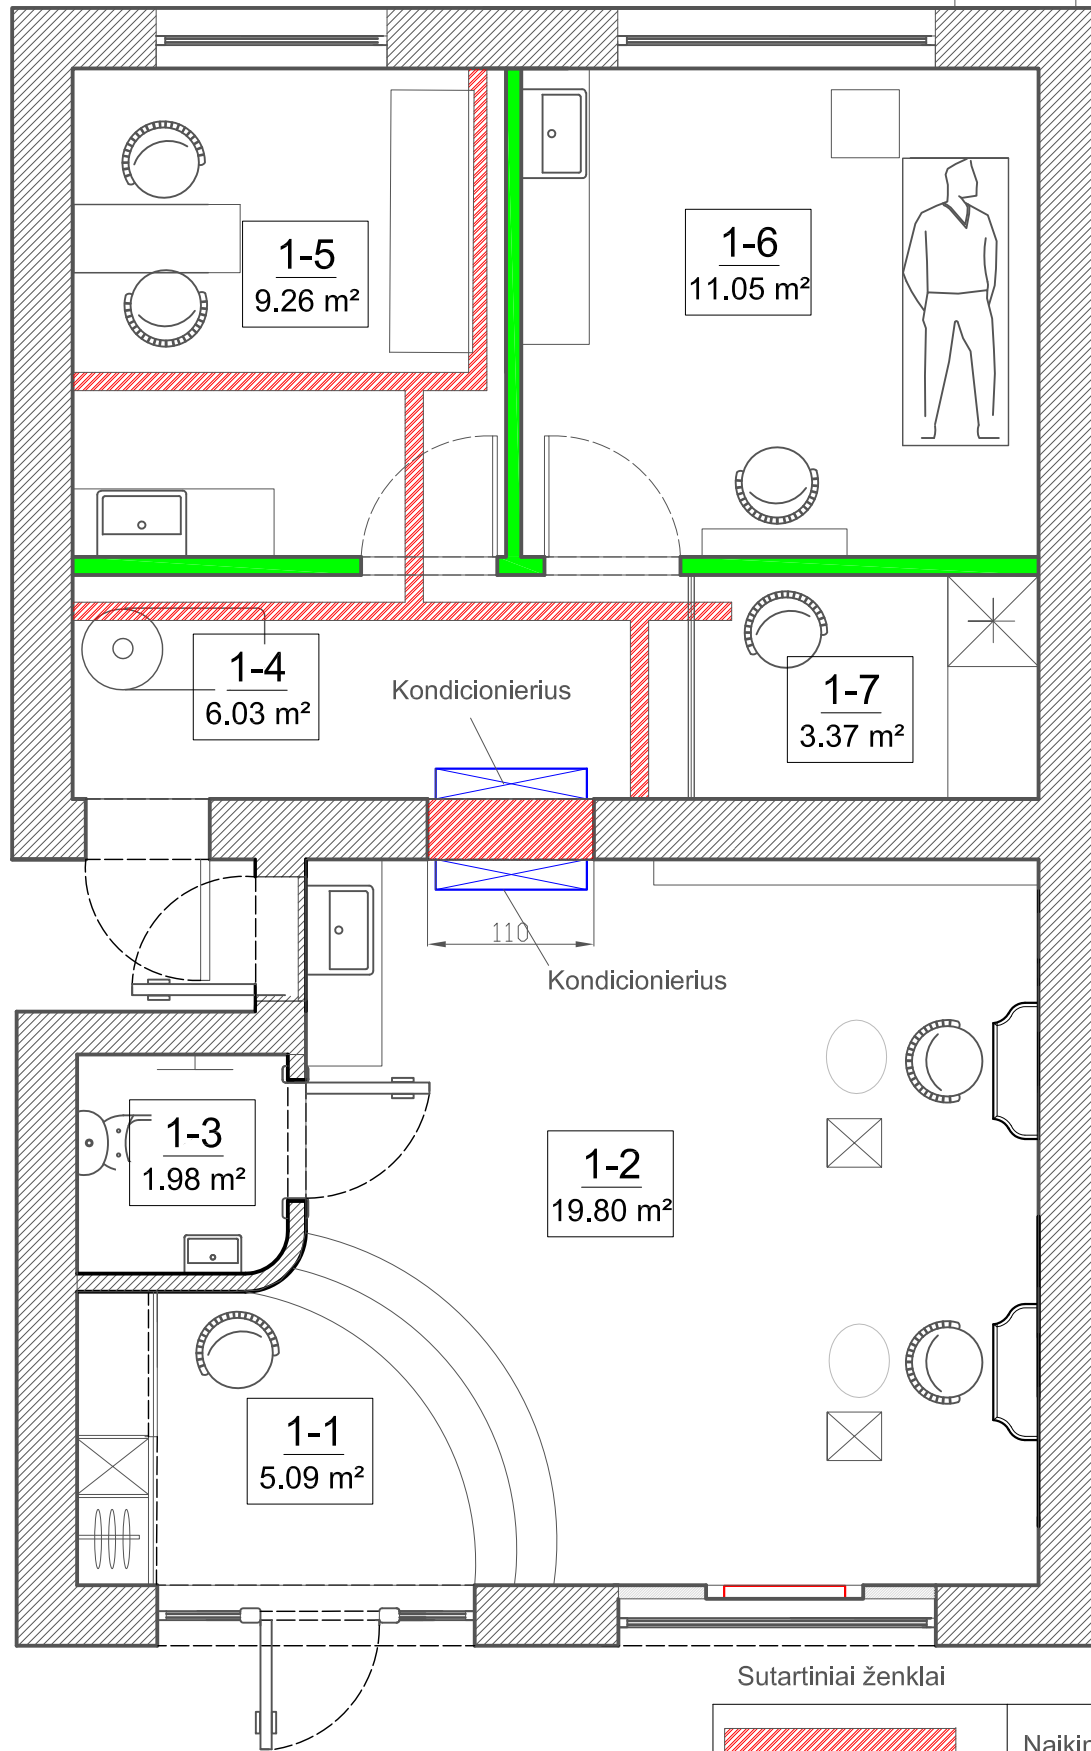 1-5
9.26 m²
1-6
11.05 m²
1-4
6.03 m²
Kondicionierius
1-7
3.37 m²
110
Kondicionierius
1-3
1.98 m²
1-2
19.80 m²
1-1
5.09 m²
Sutartiniai ženklai